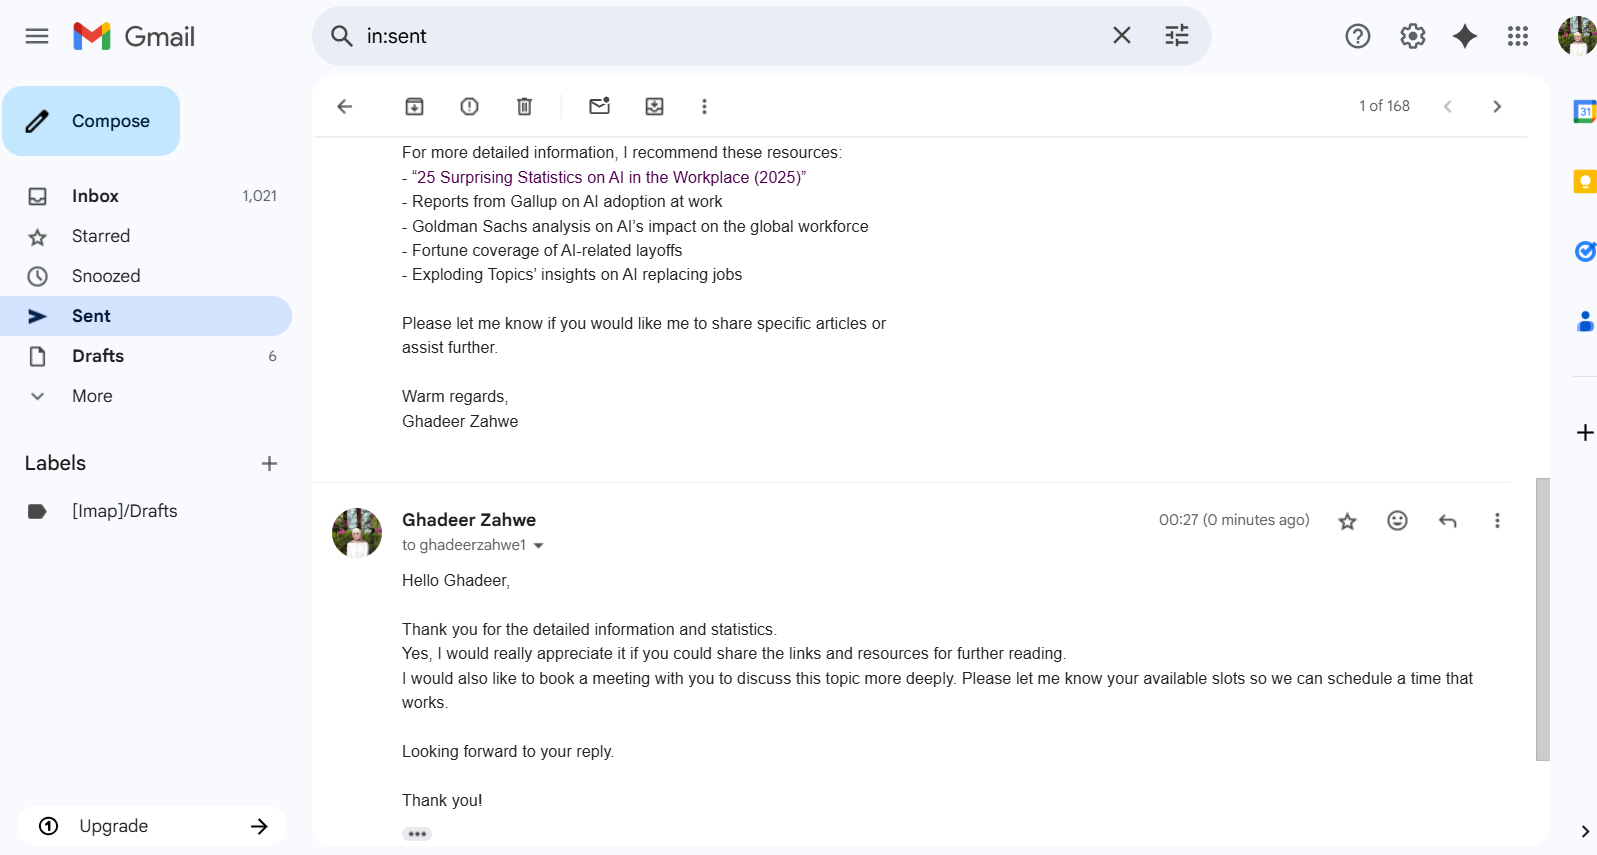 Gmail
in:sent
Compose
1 of 168
Inbox 1,021
Starred
Snoozed
Sent
Drafts 6
More
Labels
[Imap]/Drafts
Upgrade
For more detailed information, I recommend these resources:
- “25 Surprising Statistics on AI in the Workplace (2025)”
- Reports from Gallup on AI adoption at work
- Goldman Sachs analysis on AI’s impact on the global workforce
- Fortune coverage of AI-related layoffs
- Exploding Topics’ insights on AI replacing jobs
Please let me know if you would like me to share specific articles or
assist further.
Warm regards,
Ghadeer Zahwe
Ghadeer Zahwe
00:27 (0 minutes ago)
to ghadeerzahwe1
Hello Ghadeer,
Thank you for the detailed information and statistics.
Yes, I would really appreciate it if you could share the links and resources for further reading.
I would also like to book a meeting with you to discuss this topic more deeply. Please let me know your available slots so we can schedule a time that
works.
Looking forward to your reply.
Thank you!
31